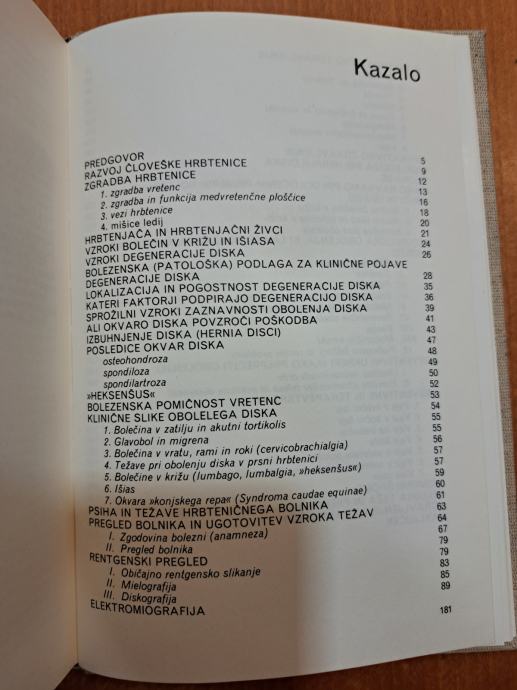 Kazalo
PREDGOVOR 5
RAZVOJ ČLOVEŠKE HRBTENICE 9
ZGRADBA HRBTENICE 12
1. zgradba vretenc 13
2. zgradba in funkcija medvretenčne ploščice 16
3. vezi hrbtenice 18
4. mišice ledij 20
HRBTENJAČA IN HRBTENJAČNI ŽIVCI 21
VZROKI BOLEČIN V KRIŽU IN IŠIASA 24
VZROKI DEGENERACIJE DISKA 26
BOLEZENSKA (PATOLOŠKA) PODLAGA ZA KLINIČNE POJAVE
DEGENERACIJE DISKA 28
LOKALIZACIJA IN POGOSTNOST DEGENERACIJE DISKA 35
KATERI FAKTORJI PODPIRAJO DEGENERACIJO DISKA 36
SPROŽILNI VZROKI ZAZNAVNOSTI OBOLENJA DISKA 39
ALI OKVARO DISKA POVZROČI POŠKODBA 41
IZBUHNJENJE DISKA (HERNIA DISCI) 43
POSLEDICE OKVAR DISKA 47
osteohondroza 48
spondiloza 49
spondilartroza 50
»HEKSENŠUS« 52
BOLEZENSKA POMIČNOST VRETENC 53
KLINIČNE SLIKE OBOLELEGA DISKA 54
1. Bolečina v zatilju in akutni tortikolis 55
2. Glavobol in migrena 55
3. Bolečina v vratu, rami in roki (cervicobrachialgia) 56
4. Težave pri obolenju diska v prsni hrbtenici 57
5. Bolečine v križu (lumbago, lumbalgia, »heksenšus«) 57
6. Išias 59
7. Okvara »konjskega repa« (Syndroma caudae equinae) 60
PSIHA IN TEŽAVE HRBTENIČNEGA BOLNIKA 61
PREGLED BOLNIKA IN UGOTOVITEV VZROKA TEŽAV 63
I. Zgodovina bolezni (anamneza) 64
II. Pregled bolnika 67
RENTGENSKI PREGLED 79
I. Običajno rentgensko slikanje 79
II. Mielografija 83
III. Diskografija 85
ELEKTROMIOGRAFIJA 89
181